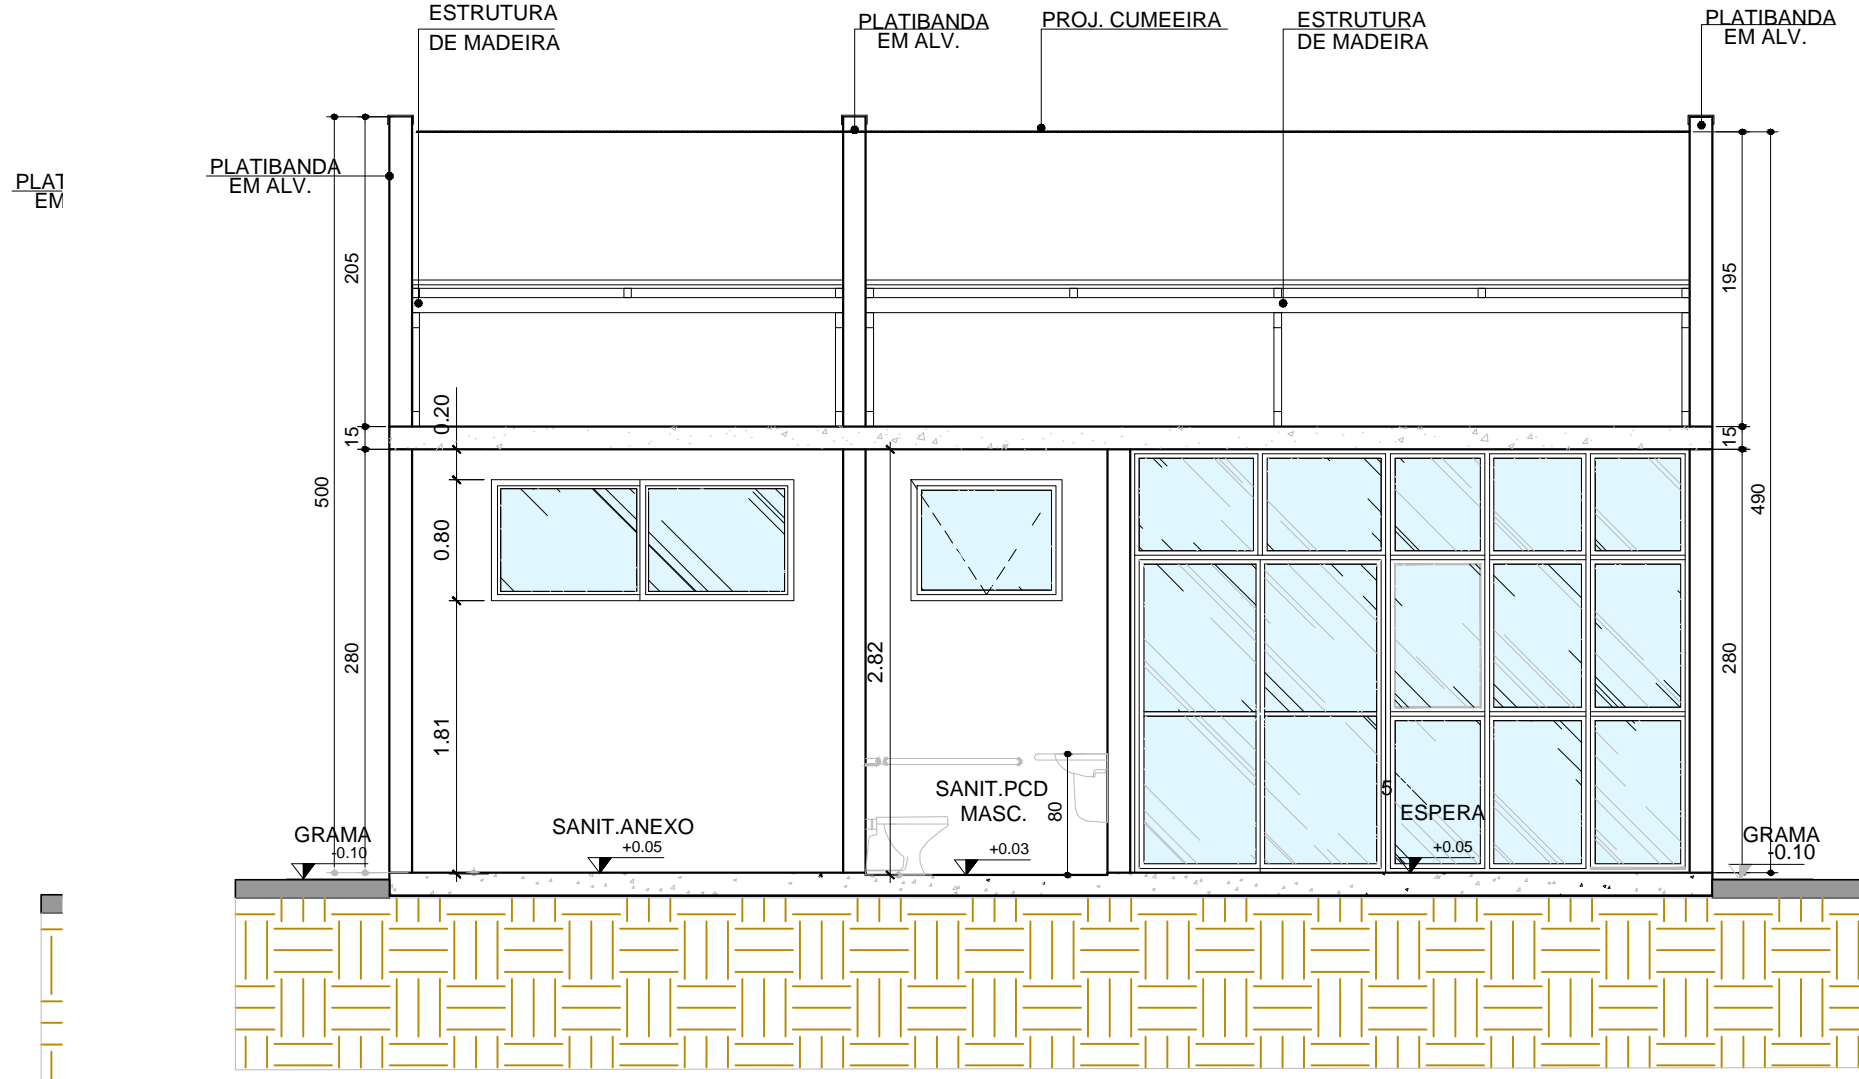 ESTRUTURA
DE MADEIRA
PLATIBANDA
EM ALV.
PROJ. CUMEEIRA
ESTRUTURA
DE MADEIRA
PLATIBANDA
EM ALV.
PLATIBANDA
EM ALV.
PLAT
EM
205
195
0.20
15
15
500
490
0.80
280
2.82
280
1.81
SANIT.PCD
MASC.
80
5
ESPERA
+0.05
SANIT.ANEXO
+0.05
+0.03
GRAMA
-0.10
GRAMA
-0.10